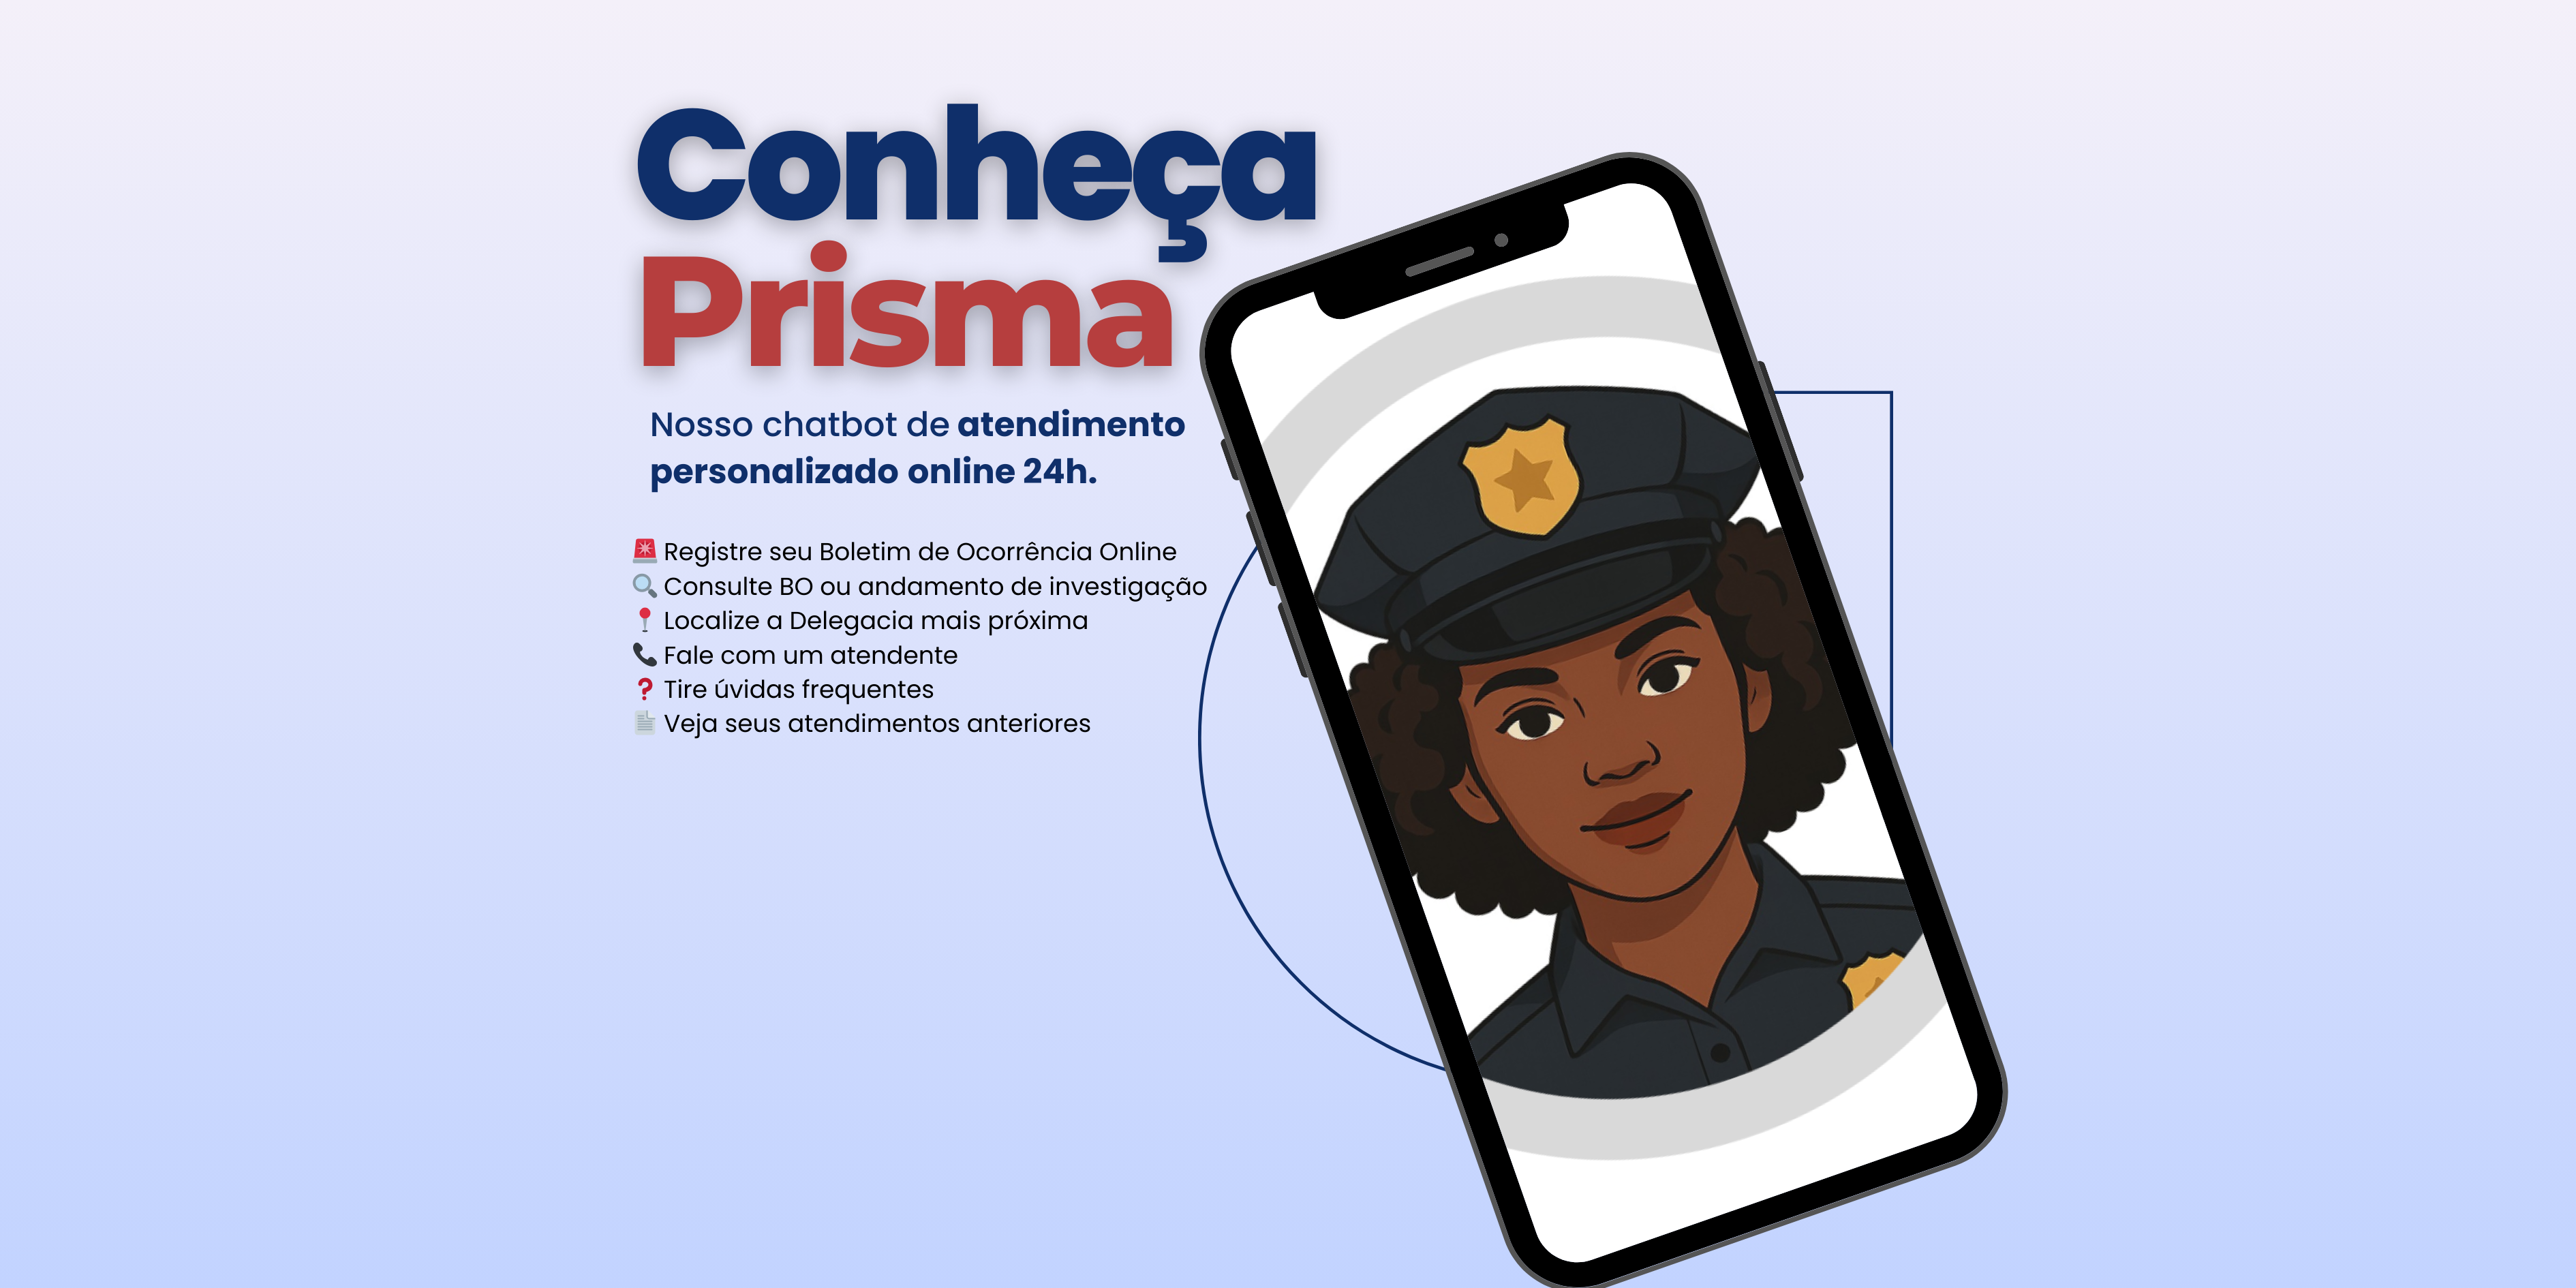 Conheça
Prisma
Nosso chatbot de atendimento
personalizado online 24h.
🚨 Registre seu Boletim de Ocorrência Online
🔍 Consulte BO ou andamento de investigação
📍 Localize a Delegacia mais próxima
📞 Fale com um atendente
❓ Tire úvidas frequentes
📄 Veja seus atendimentos anteriores